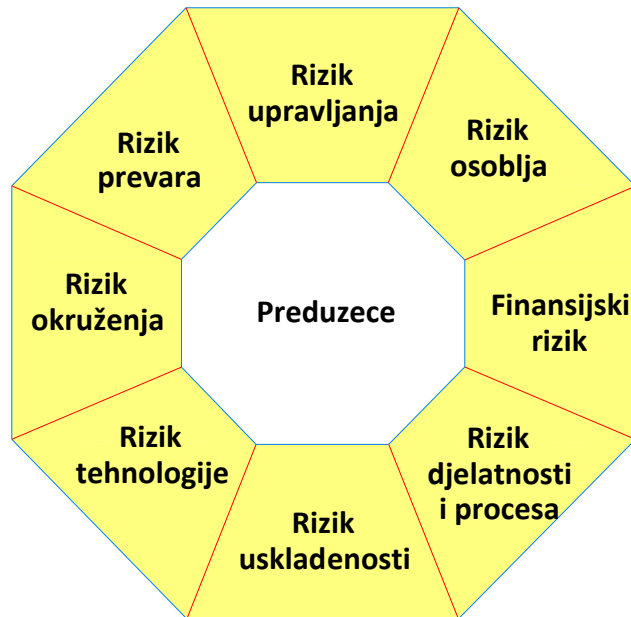 Rizik
upravljanja
Rizik
osoblja
Finansijski
rizik
Rizik
djelatnosti
i procesa
Rizik
uskladenosti
Rizik
tehnologije
Rizik
okruženja
Rizik
prevara
Preduzece